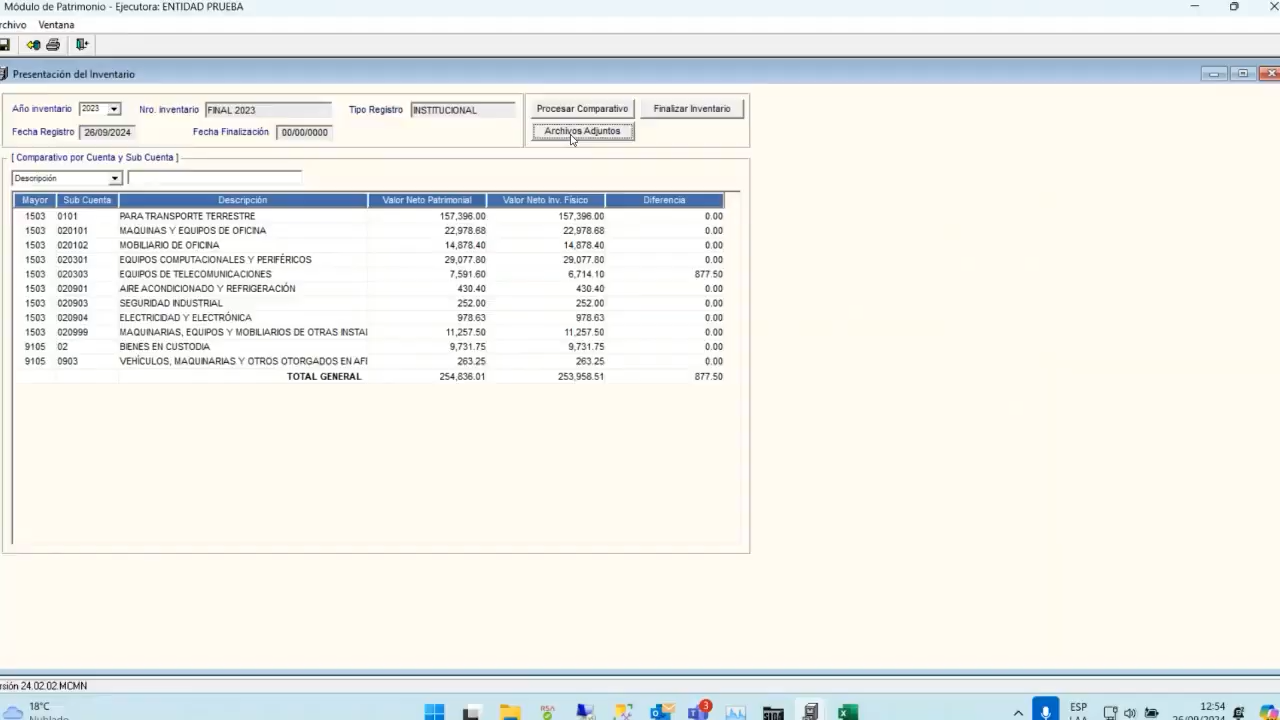 Módulo de Patrimonio - Ejecutora: ENTIDAD PRUEBA
rchivo Ventana
Presentación del Inventario
Año inventario 2023 Nro. inventario FINAL 2023 Tipo Registro INSTITUCIONAL Procesar Comparativo Finalizar Inventario
Fecha Registro 26/09/2024 Fecha Finalización 00/00/0000 Archivos Adjuntos
[ Comparativo por Cuenta y Sub Cuenta ]
Descripción
Mayor Sub Cuenta Descripción Valor Neto Patrimonial Valor Neto Inv. Físico Diferencia
1503 0101 PARA TRANSPORTE TERRESTRE 157,396.00 157,396.00 0.00
1503 020101 MAQUINAS Y EQUIPOS DE OFICINA 22,978.68 22,978.68 0.00
1503 020102 MOBILIARIO DE OFICINA 14,878.40 14,878.40 0.00
1503 020301 EQUIPOS COMPUTACIONALES Y PERIFÉRICOS 29,077.80 29,077.80 0.00
1503 020303 EQUIPOS DE TELECOMUNICACIONES 7,591.60 6,714.10 877.50
1503 020901 AIRE ACONDICIONADO Y REFRIGERACIÓN 430.40 430.40 0.00
1503 020903 SEGURIDAD INDUSTRIAL 252.00 252.00 0.00
1503 020904 ELECTRICIDAD Y ELECTRÓNICA 978.63 978.63 0.00
1503 020999 MAQUINARIAS, EQUIPOS Y MOBILIARIOS DE OTRAS INSTAI 11,257.50 11,257.50 0.00
9105 02 BIENES EN CUSTODIA 9,731.75 9,731.75 0.00
9105 0903 VEHÍCULOS, MAQUINARIAS Y OTROS OTORGADOS EN AFI 263.25 263.25 0.00
TOTAL GENERAL 254,836.01 253,958.51 877.50
rsión 24.02.02.MCMN
18°C
Nublado
RSA
3
ESP
LAA
12:54
26/09/2024